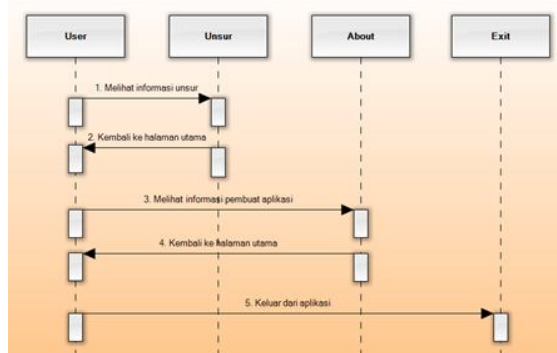 User
Unsur
About
Exit
1. Melihat informasi unsur
2. Kembali ke halaman utama
3. Melihat informasi pembuat aplikasi
4. Kembali ke halaman utama
5. Keluar dari aplikasi